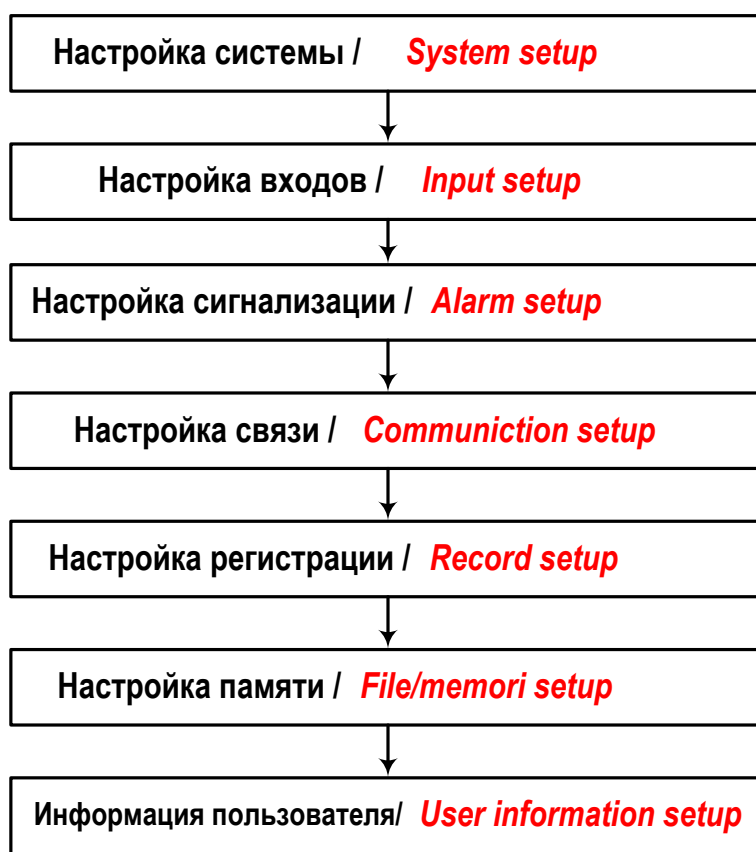 Настройка системы / System setup
Настройка входов / Input setup
Настройка сигнализации / Alarm setup
Настройка связи / Communiction setup
Настройка регистрации / Record setup
Настройка памяти / File/memori setup
Информация пользователя/ User information setup